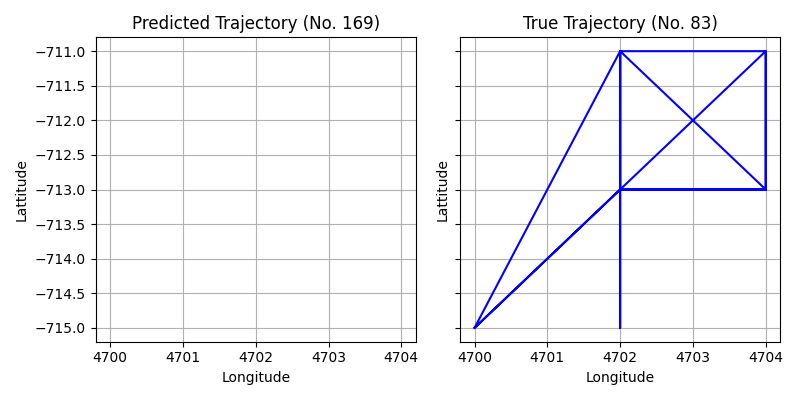 Predicted Trajectory (No. 169)
True Trajectory (No. 83)
Lattitude
−711.0
−711.5
−712.0
−712.5
−713.0
−713.5
−714.0
−714.5
−715.0
4700 4701 4702 4703 4704
Longitude
Lattitude
4700 4701 4702 4703 4704
Longitude